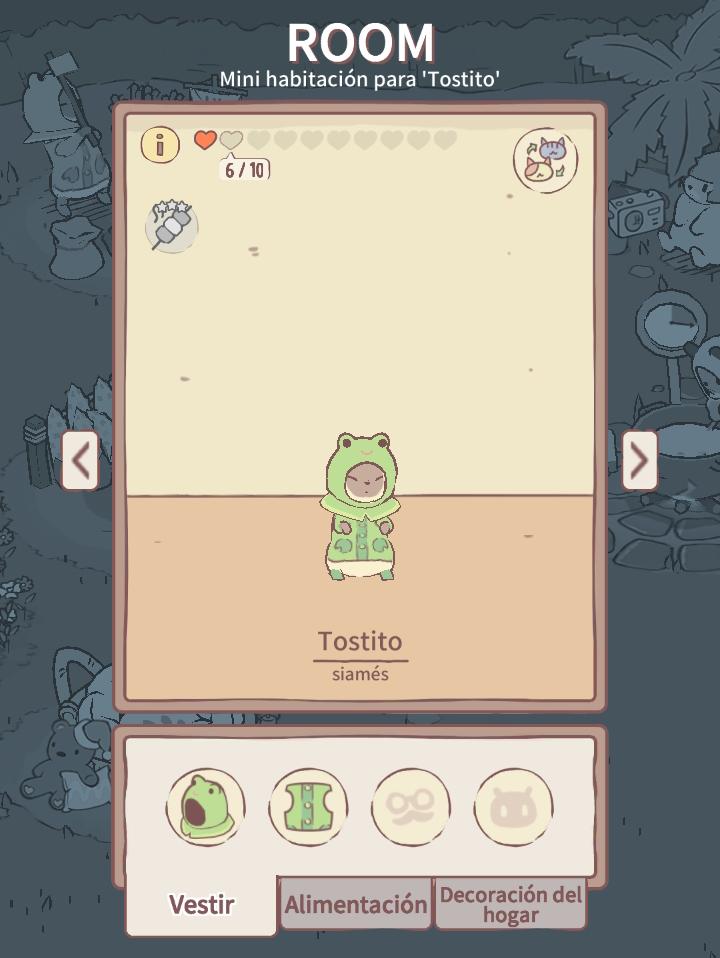 ROOM
Mini habitación para 'Tostito'
i
6 / 10
Tostito
siamés
Vestir
Alimentación
Decoración del
hogar